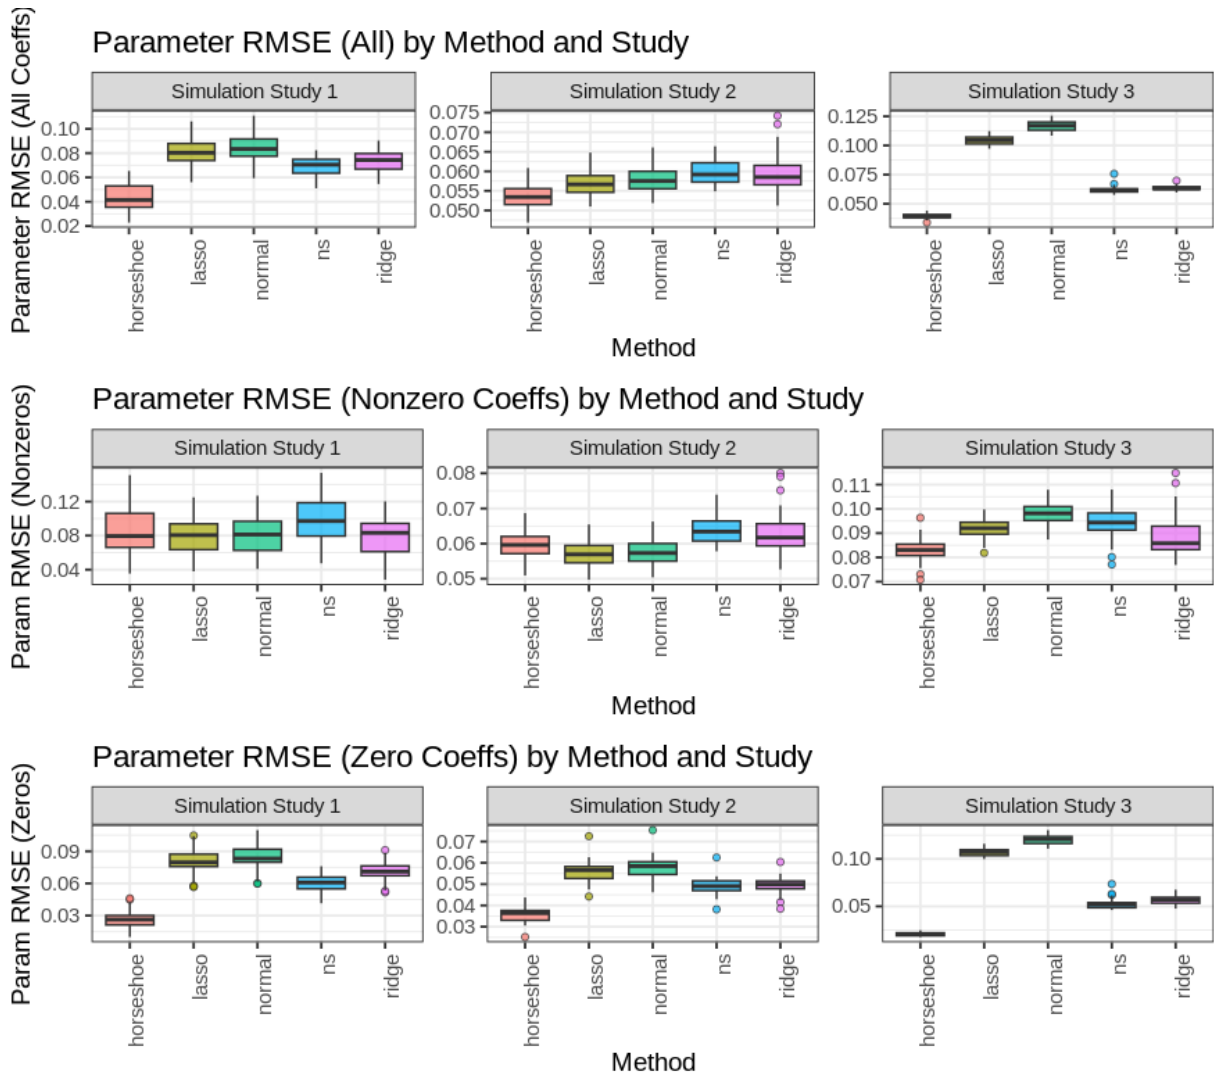 Parameter RMSE (All) by Method and Study
Parameter RMSE (All Coeffs)
Simulation Study 1
Simulation Study 2
Simulation Study 3
0.10
0.08
0.06
0.04
0.02
0.075
0.070
0.065
0.060
0.055
0.050
0.125
0.100
0.075
0.050
horseshoe
lasso
normal
ns
ridge
horseshoe
lasso
normal
ns
ridge
horseshoe
lasso
normal
ns
ridge
Method
Parameter RMSE (Nonzero Coeffs) by Method and Study
Param RMSE (Nonzeros)
Simulation Study 1
Simulation Study 2
Simulation Study 3
0.12
0.08
0.04
0.08
0.07
0.06
0.05
0.11
0.10
0.09
0.08
0.07
horseshoe
lasso
normal
ns
ridge
horseshoe
lasso
normal
ns
ridge
horseshoe
lasso
normal
ns
ridge
Method
Parameter RMSE (Zero Coeffs) by Method and Study
Param RMSE (Zeros)
Simulation Study 1
Simulation Study 2
Simulation Study 3
0.09
0.06
0.03
0.07
0.06
0.05
0.04
0.03
0.10
0.05
horseshoe
lasso
normal
ns
ridge
horseshoe
lasso
normal
ns
ridge
horseshoe
lasso
normal
ns
ridge
Method